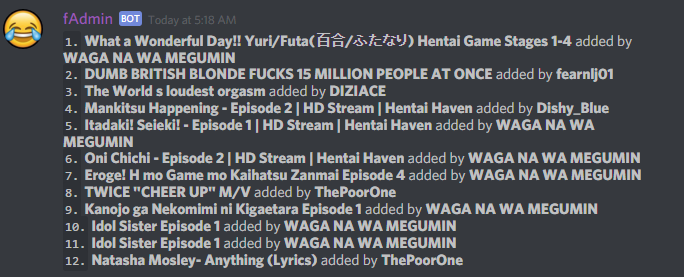 fAdmin BOT Today at 5:18 AM
1. What a Wonderful Day!! Yuri/Futa(百合/ふたなり) Hentai Game Stages 1-4 added by
WAGA NA WA MEGUMIN
2. DUMB BRITISH BLONDE FUCKS 15 MILLION PEOPLE AT ONCE added by fearnlj01
3. The World s loudest orgasm added by DIZIACE
4. Mankitsu Happening - Episode 2 | HD Stream | Hentai Haven added by Dishy_Blue
5. Itadaki! Seieki! - Episode 1 | HD Stream | Hentai Haven added by WAGA NA WA
MEGUMIN
6. Oni Chichi - Episode 2 | HD Stream | Hentai Haven added by WAGA NA WA MEGUMIN
7. Eroge! H mo Game mo Kaihatsu Zanmai Episode 4 added by WAGA NA WA MEGUMIN
8. TWICE "CHEER UP" M/V added by ThePoorOne
9. Kanojo ga Nekomimi ni Kigaetara Episode 1 added by WAGA NA WA MEGUMIN
10. Idol Sister Episode 1 added by WAGA NA WA MEGUMIN
11. Idol Sister Episode 1 added by WAGA NA WA MEGUMIN
12. Natasha Mosley- Anything (Lyrics) added by ThePoorOne